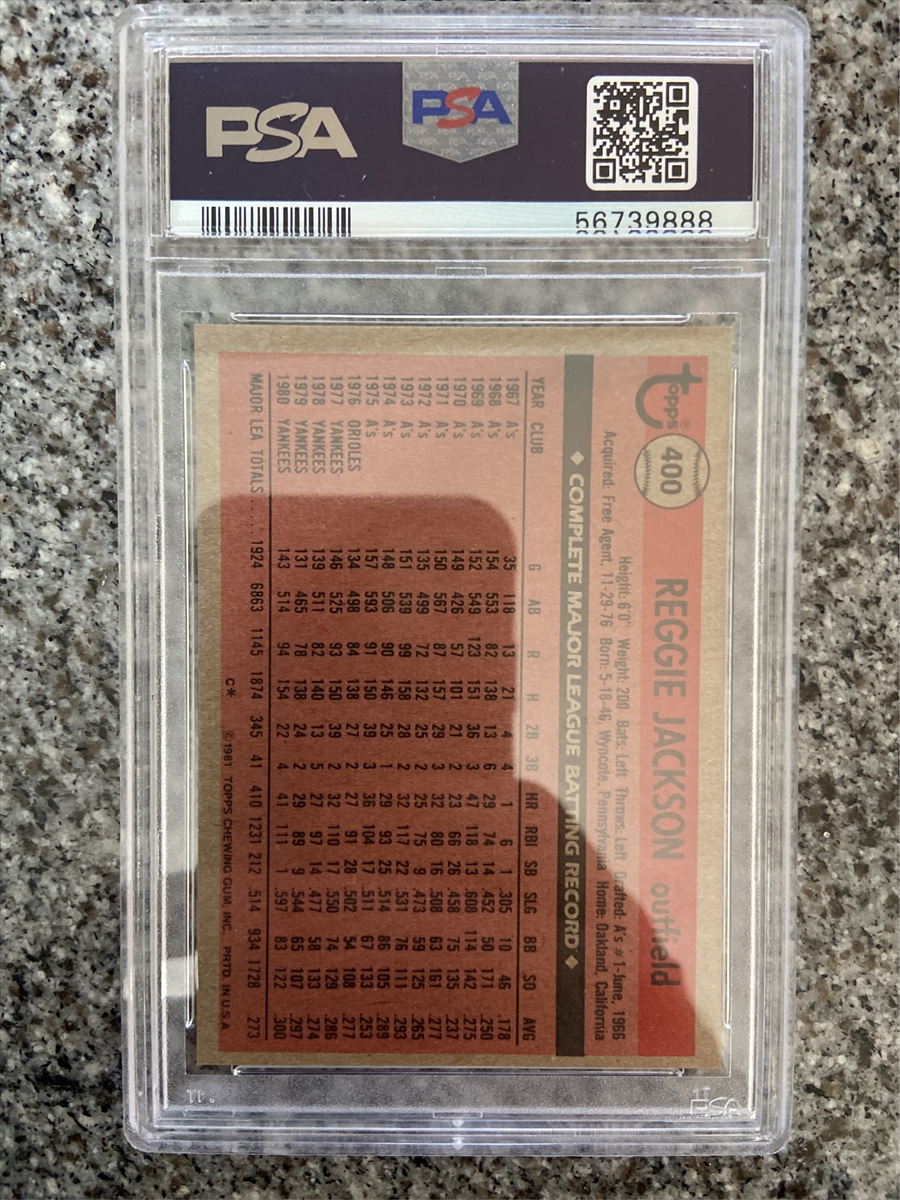 PSA
PSA
56739888
topps®
400
REGGIE JACKSON outfield
Height: 6'0" Weight: 200 Bats: Left Throws: Left Drafted: A's #1-June, 1966
Acquired: Free Agent, 11-29-76 Born: 5-18-46, Wyncote, Pennsylvania Home: Oakland, California
◆ COMPLETE MAJOR LEAGUE BATTING RECORD ◆
YEAR CLUB G AB R H 2B 3B HR RBI SB SLG BB SO AVG
1967 A's 35 118 13 21 4 4 1 6 1 .305 10 46 .178
1968 A's 154 553 82 138 13 6 29 74 14 .452 50 171 .250
1969 A's 152 549 123 151 36 3 47 118 13 .608 114 142 .275
1970 A's 149 426 57 101 21 2 23 66 26 .458 75 135 .237
1971 A's 150 567 87 157 29 3 32 80 16 .508 63 161 .277
1972 A's 135 499 72 132 25 2 25 75 9 .473 59 125 .265
1973 A's 151 539 99 158 28 2 32 117 22 .531 76 111 .293
1974 A's 148 506 90 146 25 1 29 93 25 .514 86 105 .289
1975 A's 157 593 91 150 39 3 36 104 17 .511 67 133 .253
1976 ORIOLES 134 498 84 138 27 2 27 91 28 .502 54 108 .277
1977 YANKEES 146 525 93 150 39 2 32 110 17 .550 74 129 .286
1978 YANKEES 139 511 82 140 13 5 27 97 14 .477 58 133 .274
1979 YANKEES 131 465 78 138 24 2 29 89 9 .544 65 107 .297
1980 YANKEES 143 514 94 154 22 4 41 111 1 .597 83 122 .300
MAJOR LEA TOTALS..... 1924 6863 1145 1874 345 41 410 1231 212 .514 934 1728 .273
C* ©1981 TOPPS CHEWING GUM, INC. PRTD. IN U.S.A.
PSA